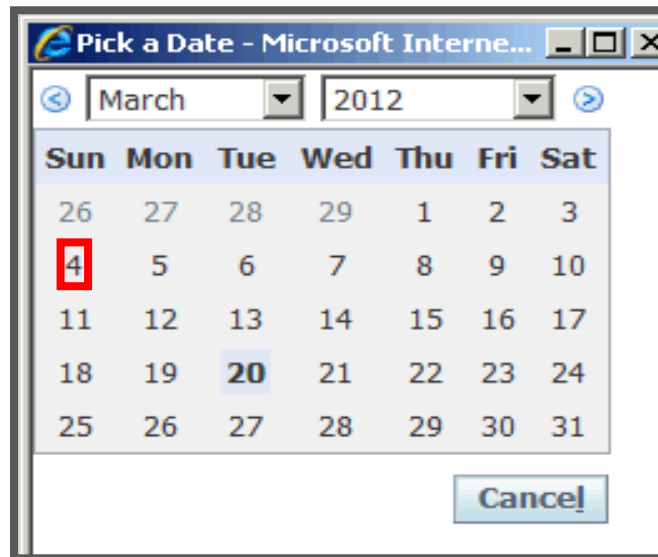 Pick a Date - Microsoft Interne...
March 2012
Sun Mon Tue Wed Thu Fri Sat
26 27 28 29 1 2 3
4 5 6 7 8 9 10
11 12 13 14 15 16 17
18 19 20 21 22 23 24
25 26 27 28 29 30 31
Cancel